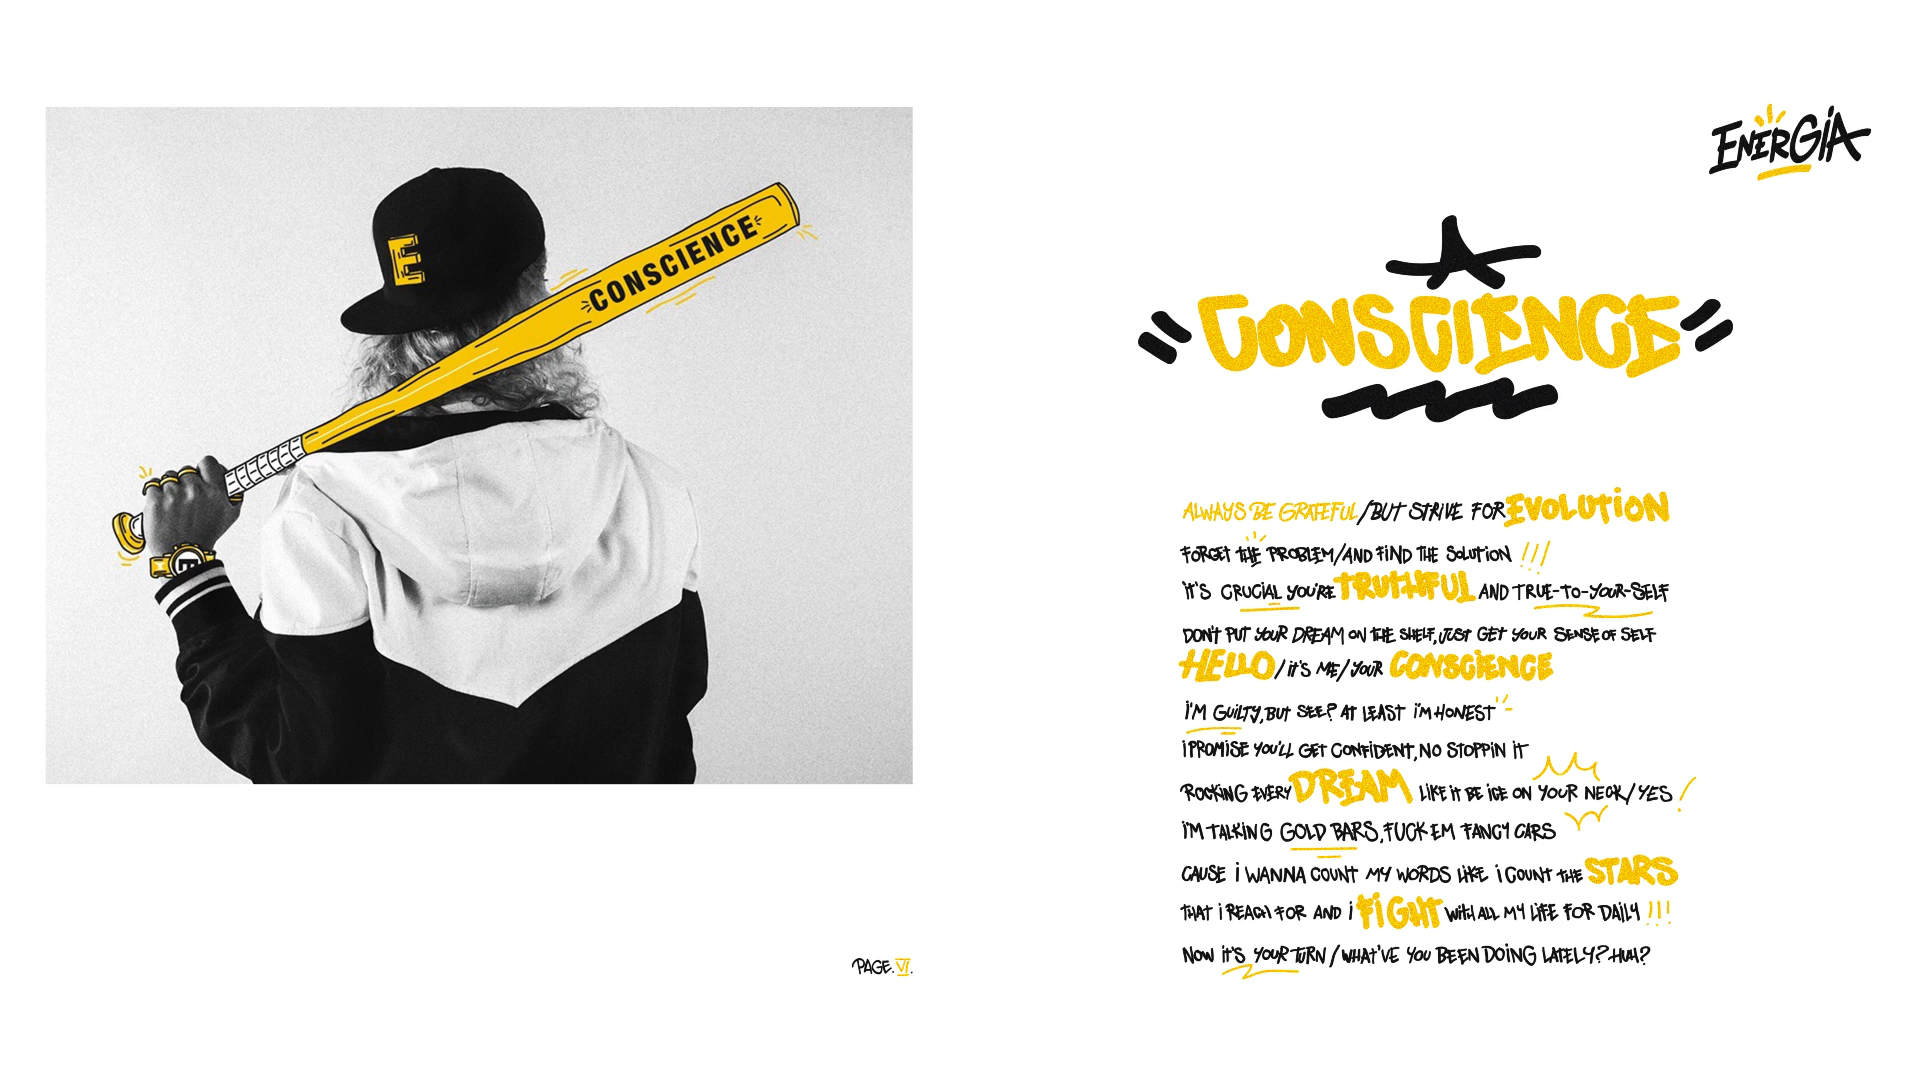 E
CONSCIENCE
E
PAGE.VI.
ENERGIA
A
"CONSCIENCE"
ALWAYS BE GRATEFUL/BUT STRIVE FOR EVOLUTION
FORGET THE PROBLEM/AND FIND THE SOLUTION !!!
IT'S CRUCIAL YOU'RE TRUTHFUL AND TRUE-TO-YOUR-SELF
DON'T PUT YOUR DREAM ON THE SHELF, JUST GET YOUR SENSE OF SELF
HELLO/IT'S ME/YOUR CONSCIENCE
I'M GUILTY, BUT SEE? AT LEAST I'M HONEST
I PROMISE YOU'LL GET CONFIDENT, NO STOPPIN IT
ROCKING EVERY DREAM LIKE IT BE ICE ON YOUR NECK/YES!
I'M TALKING GOLD BARS, FUCK EM FANCY CARS
CAUSE I WANNA COUNT MY WORDS LIKE I COUNT THE STARS
THAT I REACH FOR AND I FIGHT WITH ALL MY LIFE FOR DAILY !!!
NOW IT'S YOUR TURN/WHAT'VE YOU BEEN DOING LATELY? HUH?